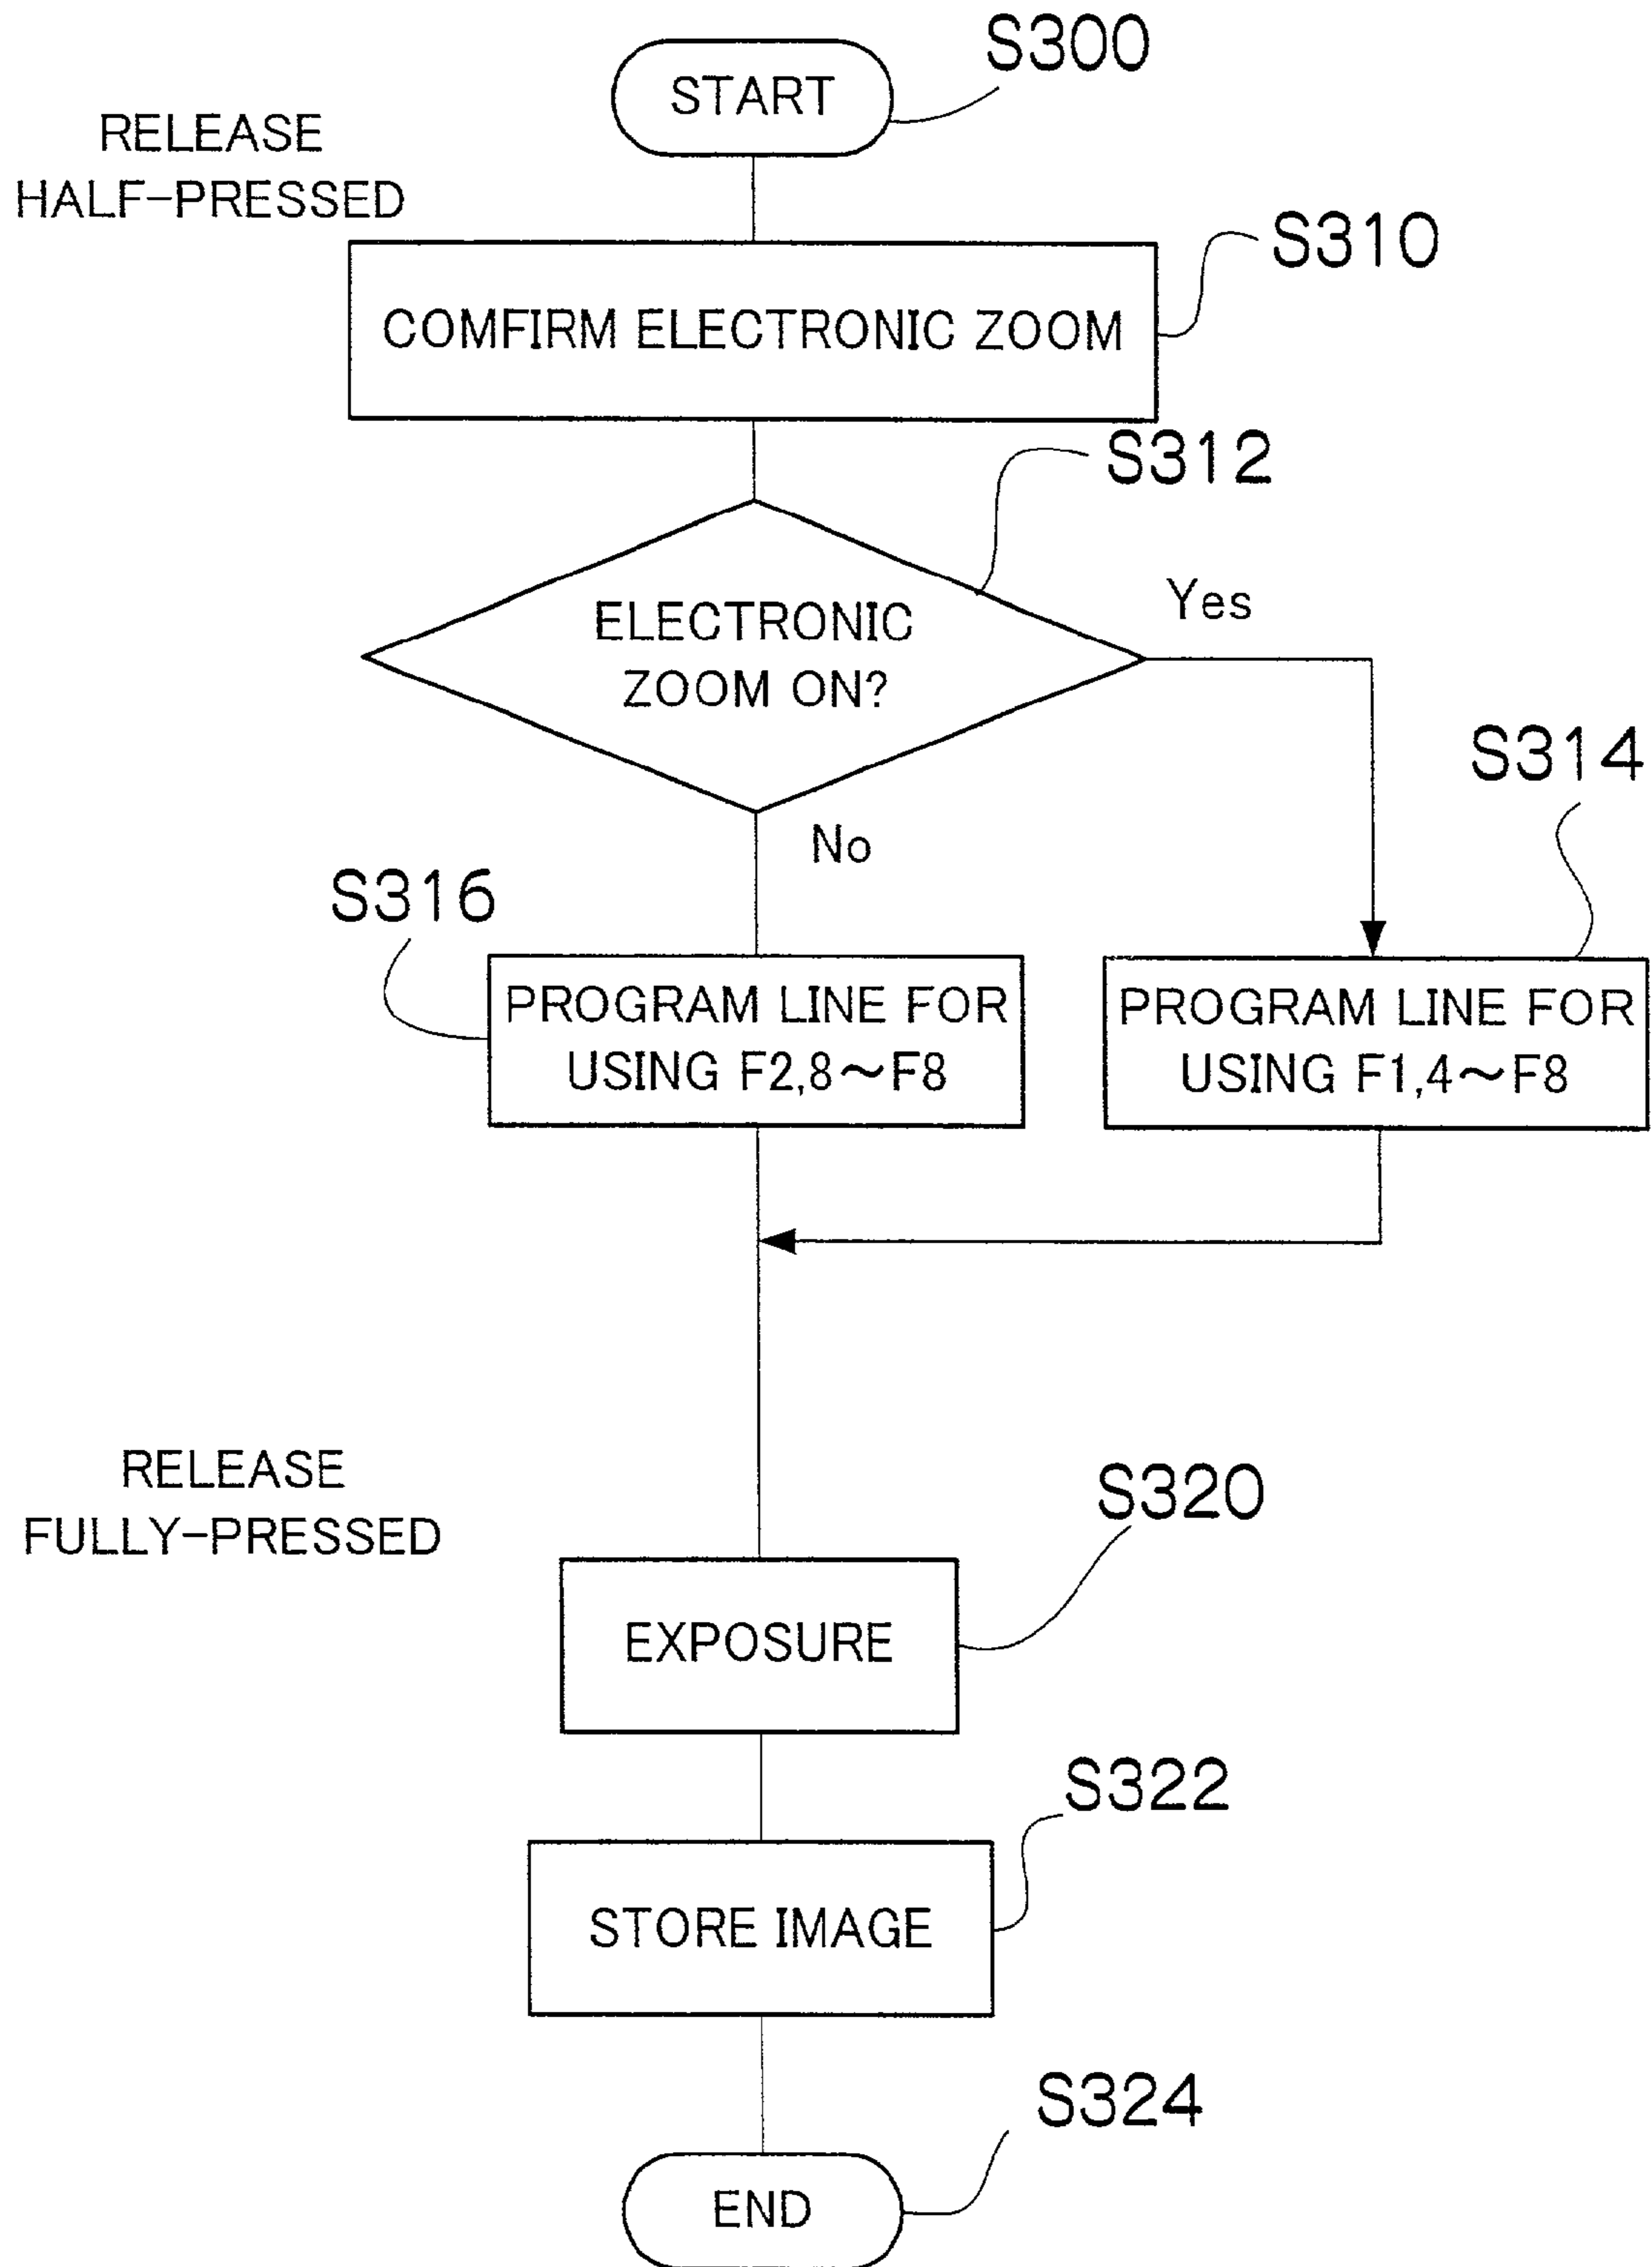 S300
START
RELEASE
HALF-PRESSED
S310
COMFIRM ELECTRONIC ZOOM
S312
ELECTRONIC
ZOOM ON?
Yes
S314
No
S316
PROGRAM LINE FOR
USING F2,8~F8
PROGRAM LINE FOR
USING F1,4~F8
RELEASE
FULLY-PRESSED
S320
EXPOSURE
S322
STORE IMAGE
S324
END